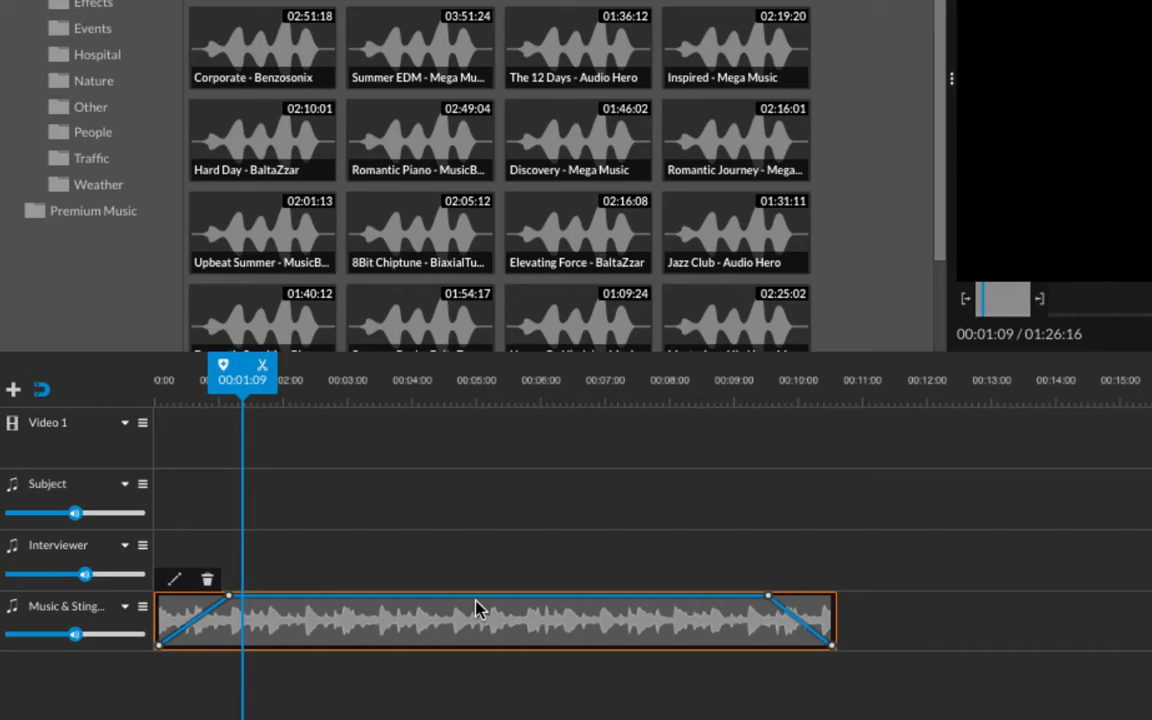 Effects
Events
Hospital
Nature
Other
People
Traffic
Weather
Premium Music
02:51:18 03:51:24 01:36:12 02:19:20
Corporate - Benzosonix Summer EDM - Mega Mu... The 12 Days - Audio Hero Inspired - Mega Music
02:10:01 02:49:04 01:46:02 02:16:01
Hard Day - BaltaZzar Romantic Piano - MusicB... Discovery - Mega Music Romantic Journey - Mega...
02:01:13 02:05:12 02:16:08 01:31:11
Upbeat Summer - MusicB... 8Bit Chiptune - BiaxialTu... Elevating Force - BaltaZzar Jazz Club - Audio Hero
01:40:12 01:54:17 01:09:24 02:25:02
00:01:09 / 01:26:16
0:00 00:01:09 02:00 00:03:00 00:04:00 00:05:00 00:06:00 00:07:00 00:08:00 00:09:00 00:10:00 00:11:00 00:12:00 00:13:00 00:14:00 00:15:00
Video 1
Subject
Interviewer
Music & Sting...